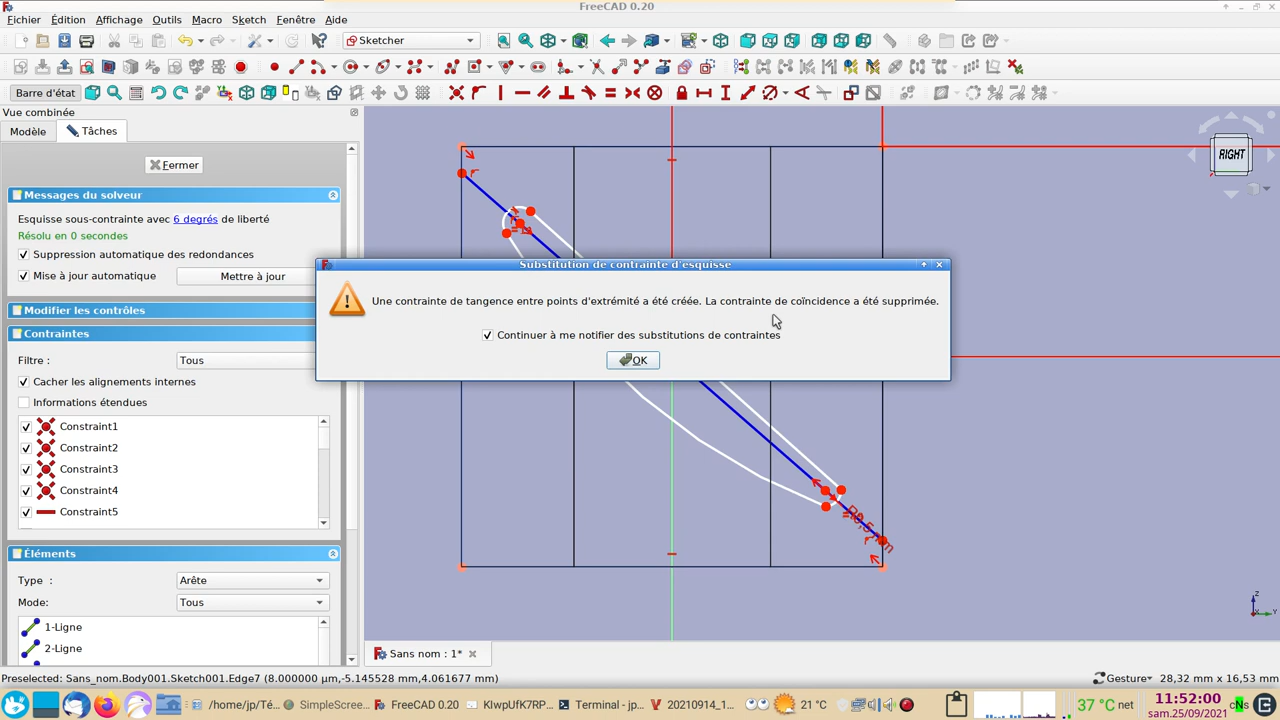 FreeCAD 0.20
Fichier Édition Affichage Outils Macro Sketch Fenêtre Aide
Sketcher
Barre d'état
Vue combinée
Modèle Tâches
RIGHT
Fermer
Messages du solveur
Esquisse sous-contrainte avec 6 degrés de liberté
Résolu en 0 secondes
Suppression automatique des redondances
Mise à jour automatique Mettre à jour
Substitution de contrainte d'esquisse
Une contrainte de tangence entre points d'extrémité a été créée. La contrainte de coïncidence a été supprimée.
Continuer à me notifier des substitutions de contraintes
OK
Modifier les contrôles
Contraintes
Filtre : Tous
Cacher les alignements internes
Informations étendues
Constraint1
Constraint2
Constraint3
Constraint4
Constraint5
Éléments
Type : Arête
Mode: Tous
1-Ligne
2-Ligne
Sans nom : 1*
Preselected: Sans_nom.Body001.Sketch001.Edge7 (8.000000 µm,-5.145528 mm,4.061677 mm)
Gesture 28,32 mm x 16,53 mm
FreeCAD 0.20
Terminal - jp...
20210914_1...
21 °C
37 °C net
11:52:00
sam.25/09/2021